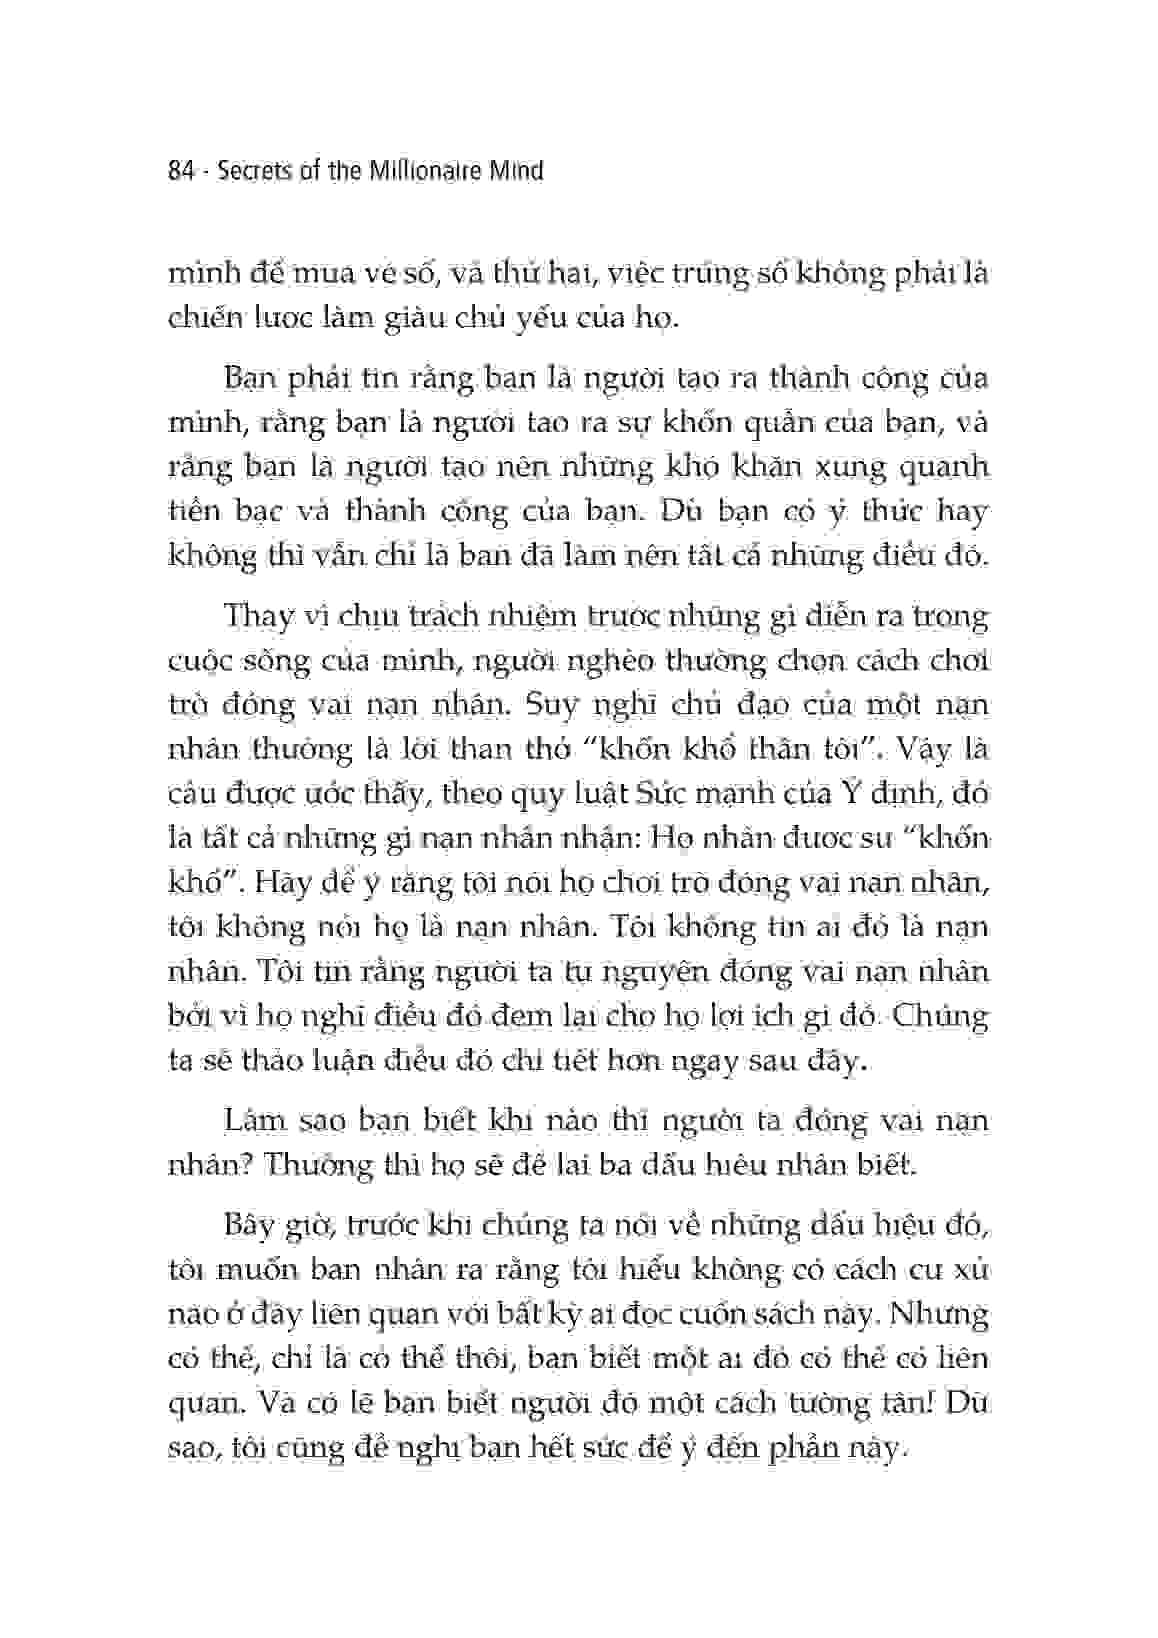 84 - Secrets of the Millionaire Mind
mình để mua vé số, và thứ hai, việc trúng số không phải là
chiến lược làm giàu chủ yếu của họ.
Bạn phải tin rằng bạn là người tạo ra thành công của
mình, rằng bạn là người tạo ra sự khốn quẫn của bạn, và
rằng bạn là người tạo nên những khó khăn xung quanh
tiền bạc và thành công của bạn. Dù bạn có ý thức hay
không thì vẫn chỉ là bạn đã làm nên tất cả những điều đó.
Thay vì chịu trách nhiệm trước những gì diễn ra trong
cuộc sống của mình, người nghèo thường chọn cách chơi
trò đóng vai nạn nhân. Suy nghĩ chủ đạo của một nạn
nhân thường là lời than thở “khốn khổ thân tôi”. Vậy là
cầu được ước thấy, theo quy luật Sức mạnh của Ý định, đó
là tất cả những gì nạn nhân nhận: Họ nhận được sự “khốn
khổ”. Hãy để ý rằng tôi nói họ chơi trò đóng vai nạn nhân,
tôi không nói họ là nạn nhân. Tôi không tin ai đó là nạn
nhân. Tôi tin rằng người ta tự nguyện đóng vai nạn nhân
bởi vì họ nghĩ điều đó đem lại cho họ lợi ích gì đó. Chúng
ta sẽ thảo luận điều đó chi tiết hơn ngay sau đây.
Làm sao bạn biết khi nào thì người ta đóng vai nạn
nhân? Thường thì họ sẽ để lại ba dấu hiệu nhận biết.
Bây giờ, trước khi chúng ta nói về những dấu hiệu đó,
tôi muốn bạn nhận ra rằng tôi hiểu không có cách cư xử
nào ở đây liên quan với bất kỳ ai đọc cuốn sách này. Nhưng
có thể, chỉ là có thể thôi, bạn biết một ai đó có thể có liên
quan. Và có lẽ bạn biết người đó một cách tường tận! Dù
sao, tôi cũng đề nghị bạn hết sức để ý đến phần này.